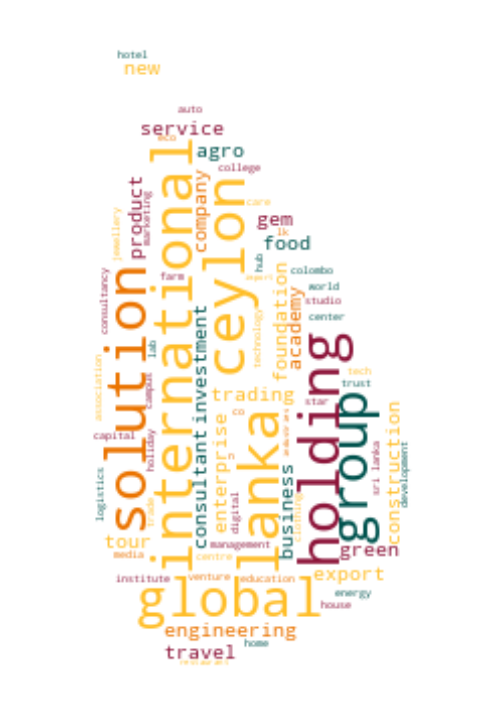 hotel
new
auto
service
eco
agro
college
international
company
product
marketing
care
ceylon
jewellery
gem
lk
food
hub
colombo
consultancy
farm
export
foundation
world
solution
academy
studio
technology
center
investment
lab
holding
association
campus
tech
trust
trading
group
star
co
lanka
construction
enterprise
capital
holiday
consultant
sri lanka
development
business
logistics
digital
clothing
trade
tour
management
green
media
centre
export
institute
venture
education
global
energy
house
engineering
home
travel
restaurant